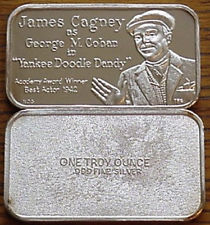 James Cagney
as
George M. Cohan
in
"Yankee Doodle Dandy"
Academy Award Winner
Best Actor 1942
ONE TROY OUNCE
FINE SILVER